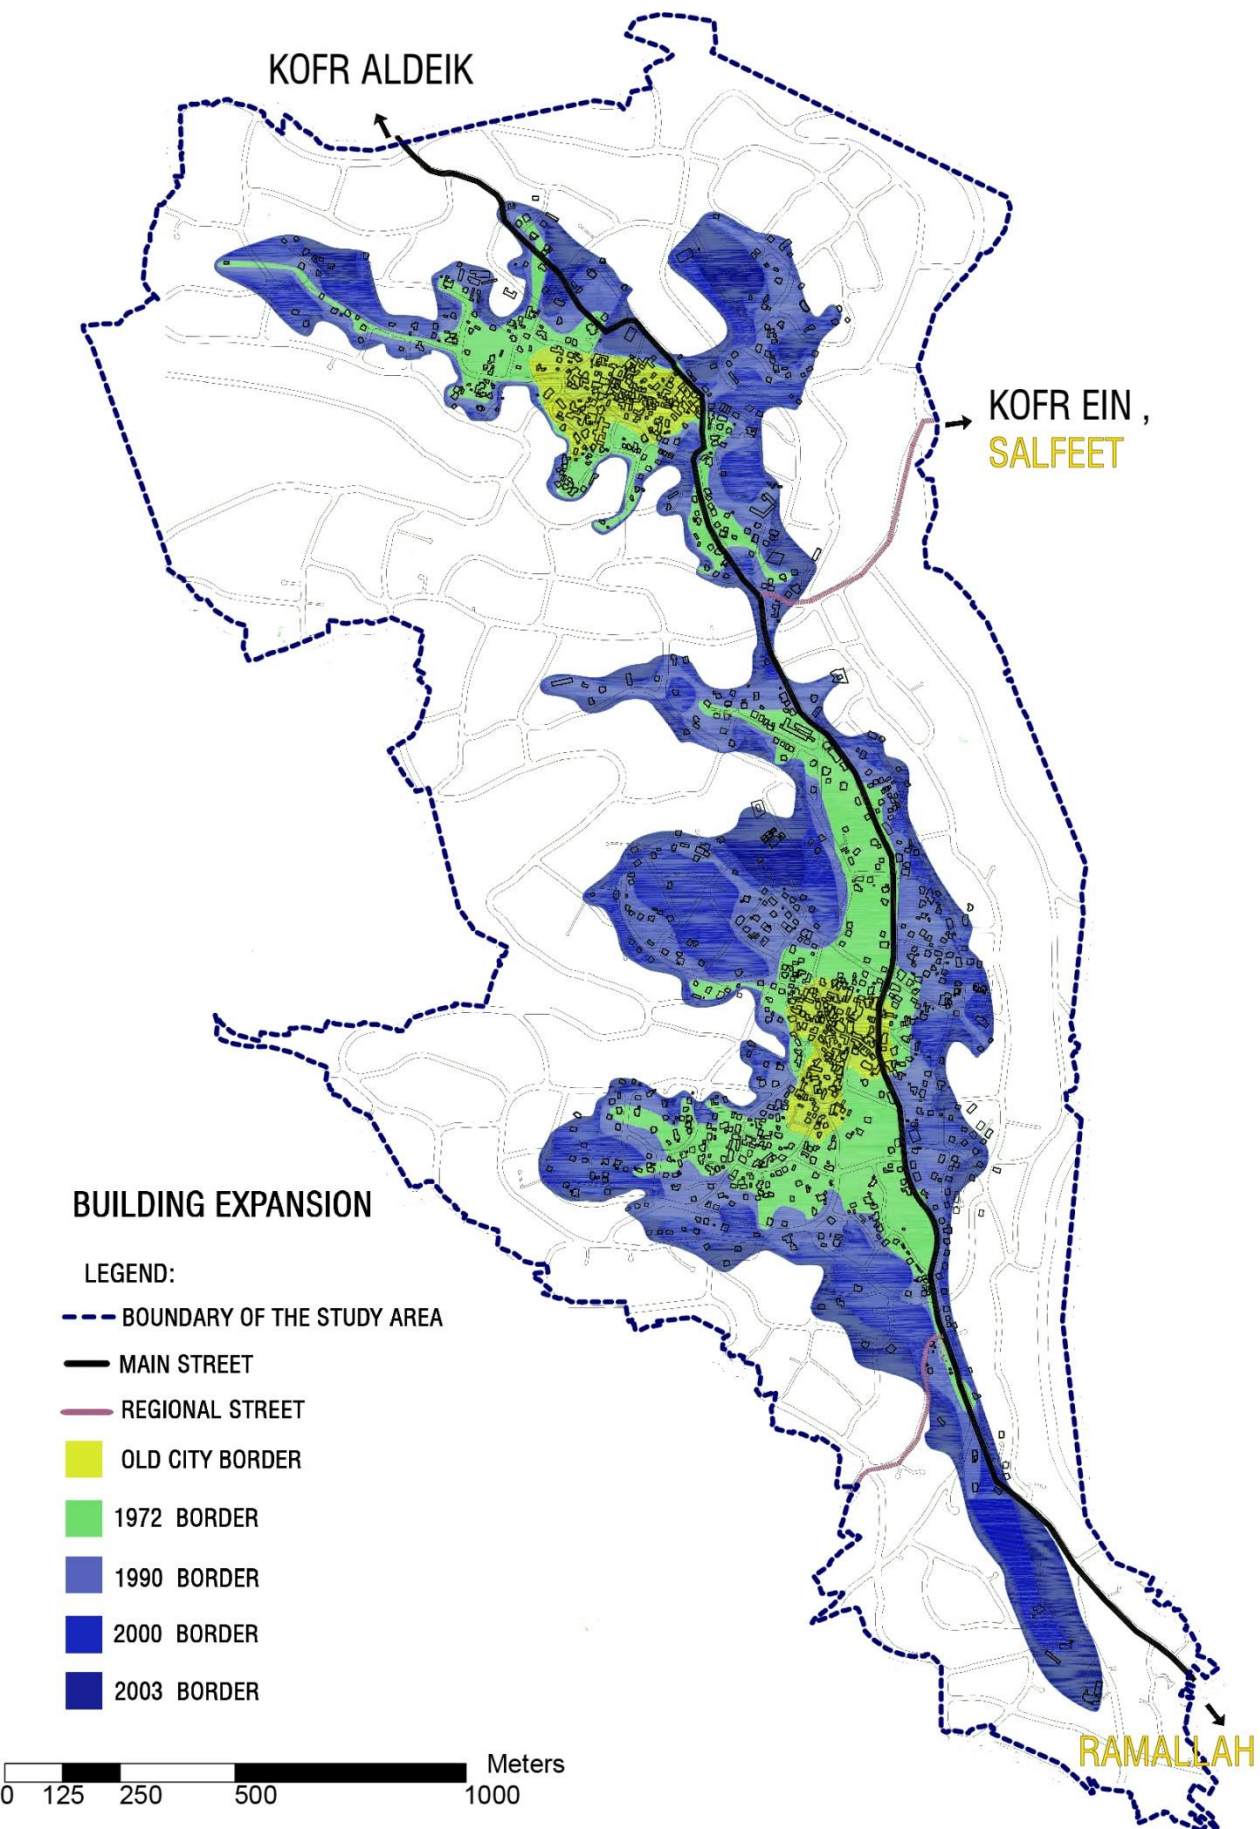 KOFR ALDEIK
KOFR EIN ,
SALFEET
BUILDING EXPANSION
LEGEND:
BOUNDARY OF THE STUDY AREA
MAIN STREET
REGIONAL STREET
OLD CITY BORDER
1972 BORDER
1990 BORDER
2000 BORDER
2003 BORDER
RAMALLAH
Meters
0 125 250 500 1000